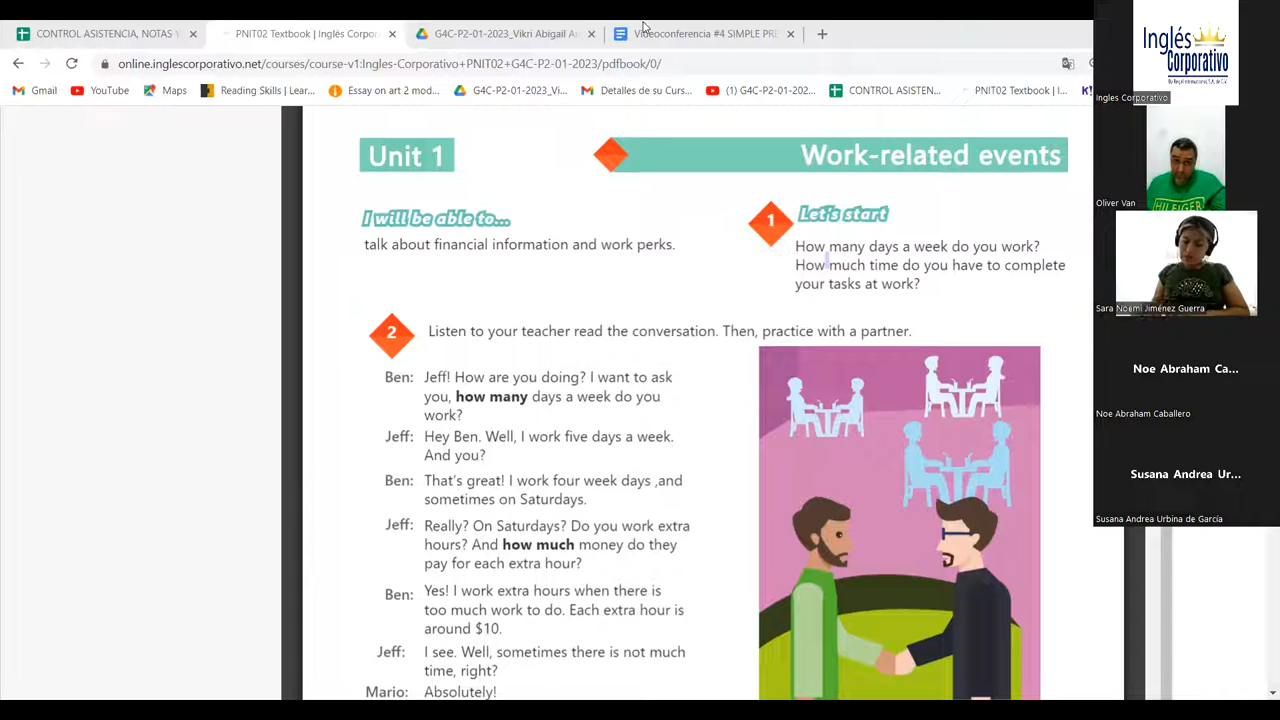 CONTROL ASISTENCIA, NOTAS Y
PNIT02 Textbook | Inglés Corpor
G4C-P2-01-2023_Vikri Abigail Au
Videoconferencia #4 SIMPLE PRE
online.inglescorporativo.net/courses/course-v1:Ingles-Corporativo+PNIT02+G4C-P2-01-2023/pdfbook/0/
Gmail
YouTube
Maps
Reading Skills | Lear...
Essay on art 2 mod...
G4C-P2-01-2023_Vi...
Detalles de su Curs...
(1) G4C-P2-01-202...
CONTROL ASISTEN...
PNIT02 Textbook | I...
Unit 1
Work-related events
I will be able to...
talk about financial information and work perks.
1
Let's start
How many days a week do you work?
How much time do you have to complete
your tasks at work?
2
Listen to your teacher read the conversation. Then, practice with a partner.
Ben: Jeff! How are you doing? I want to ask
you, how many days a week do you
work?
Jeff: Hey Ben. Well, I work five days a week.
And you?
Ben: That's great! I work four week days ,and
sometimes on Saturdays.
Jeff: Really? On Saturdays? Do you work extra
hours? And how much money do they
pay for each extra hour?
Ben: Yes! I work extra hours when there is
too much work to do. Each extra hour is
around $10.
Jeff: I see. Well, sometimes there is not much
time, right?
Mario: Absolutely!
Inglés
Corporativo
Ingles Corporativo
Oliver Van
HILFIGER
Sara Noemi Jiménez Guerra
Noe Abraham Ca...
Noe Abraham Caballero
Susana Andrea Ur...
Susana Andrea Urbina de García